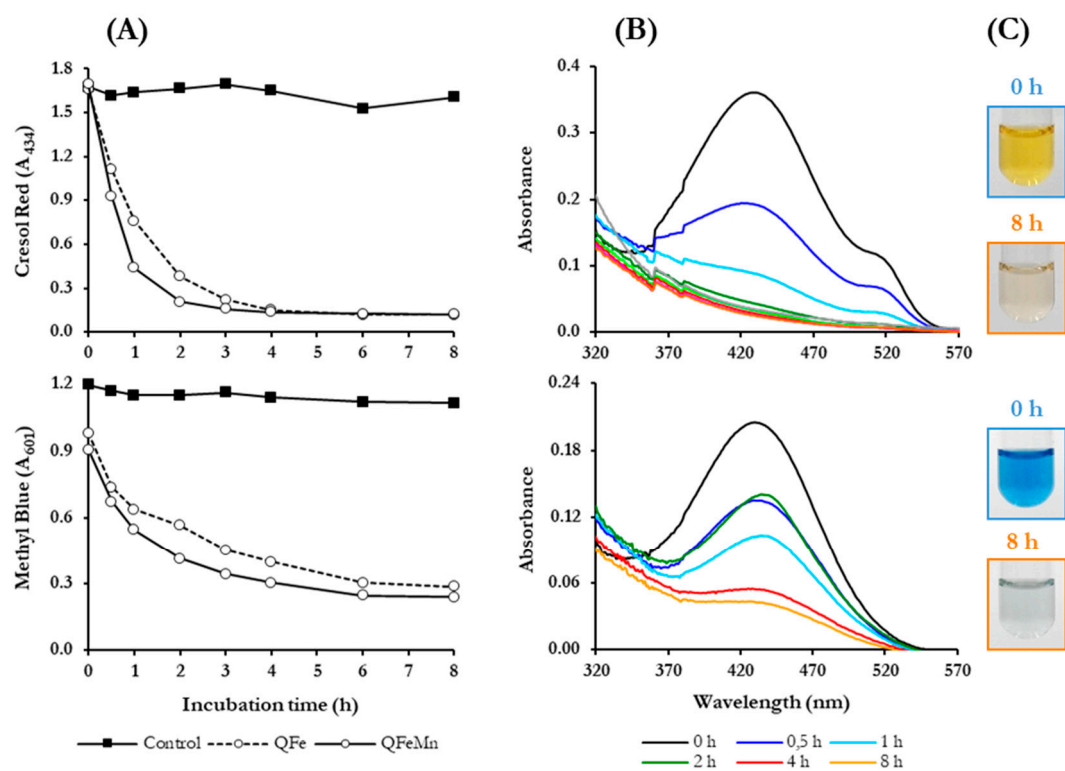 (A)
(B)
(C)
Cresol Red (A434)
1.8
1.5
1.2
0.9
0.6
0.3
0.0
0 1 2 3 4 5 6 7 8
Absorbance
0.4
0.3
0.2
0.1
0.0
320 370 420 470 520 570
0 h
8 h
Methyl Blue (A601)
1.2
0.9
0.6
0.3
0.0
0 1 2 3 4 5 6 7 8
Incubation time (h)
Absorbance
0.24
0.18
0.12
0.06
0.00
320 370 420 470 520 570
Wavelength (nm)
0 h
8 h
Control QFe QFeMn
0 h 0,5 h 1 h
2 h 4 h 8 h